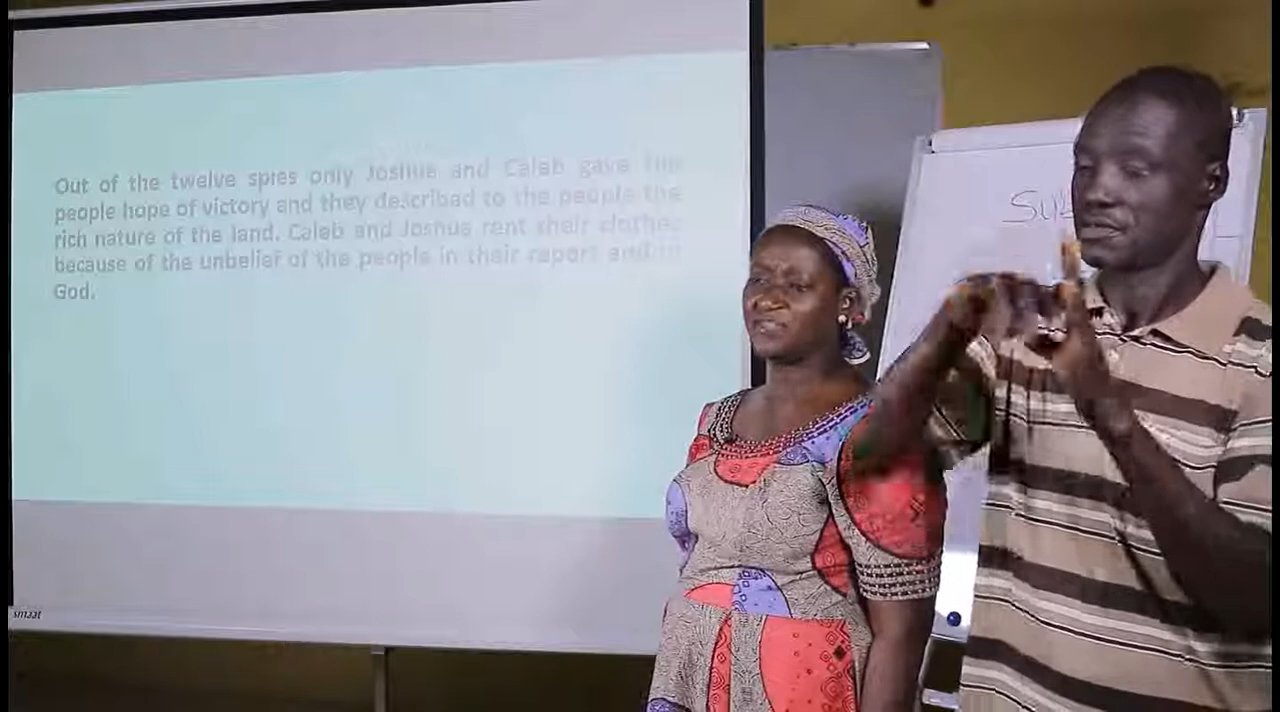 Out of the twelve spies only Joshua and Caleb gave the
people hope of victory and they described to the people the
rich nature of the land. Caleb and Joshua rent their clothes
because of the unbelief of the people in their report and in
God.
smaat